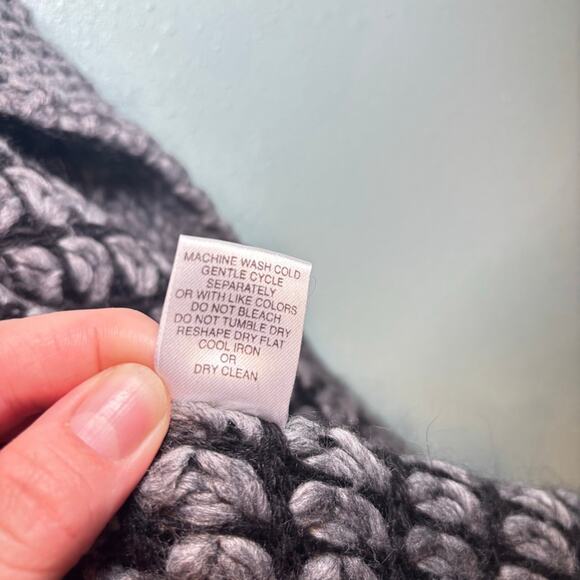 MACHINE WASH COLD
GENTLE CYCLE
SEPARATELY
OR WITH LIKE COLORS
DO NOT BLEACH
DO NOT TUMBLE DRY
RESHAPE DRY FLAT
COOL IRON
OR
DRY CLEAN